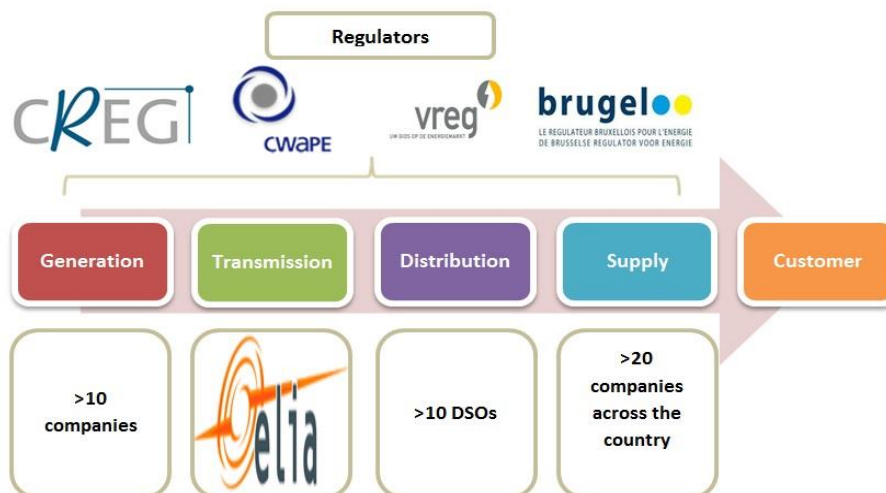 Regulators
CREG
CWaPE
vreg
UW GIDS OP DE ENERGIEMARKT
brugel
LE REGULATEUR BRUXELLOIS POUR L'ENERGIE
DE BRUSSELSE REGULATOR VOOR ENERGIE
Generation
Transmission
Distribution
Supply
Customer
>10
companies
elia
>10 DSOs
>20
companies
across the
country